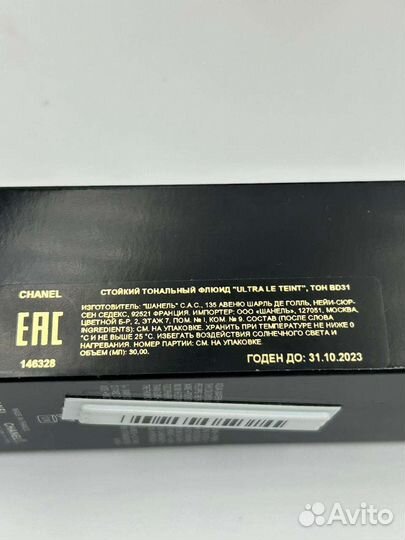 CHANEL
СТОЙКИЙ ТОНАЛЬНЫЙ ФЛЮИД "ULTRA LE TEINT", ТОН BD31
ИЗГОТОВИТЕЛЬ: "ШАНЕЛЬ" С.А.С., 135 АВЕНЮ ШАРЛЬ ДЕ ГОЛЛЬ, НЕЙИ-СЮР-
СЕН СЕДЕКС, 92521 ФРАНЦИЯ. ИМПОРТЕР: ООО «ШАНЕЛЬ», 127051, МОСКВА,
ЦВЕТНОЙ Б-Р, 2, ЭТАЖ 7, ПОМ. № I, КОМ. № 9. СОСТАВ (ПОСЛЕ СЛОВА
INGREDIENTS): СМ. НА УПАКОВКЕ. ХРАНИТЬ ПРИ ТЕМПЕРАТУРЕ НЕ НИЖЕ 0
°С И НЕ ВЫШЕ 25 °С. ИЗБЕГАТЬ ВОЗДЕЙСТВИЯ СОЛНЕЧНОГО СВЕТА И
НАГРЕВАНИЯ. НОМЕР ПАРТИИ: СМ. НА УПАКОВКЕ.
ОБЪЕМ (МЛ): 30,00.
EAC
146328
ГОДЕН ДО: 31.10.2023
Avito